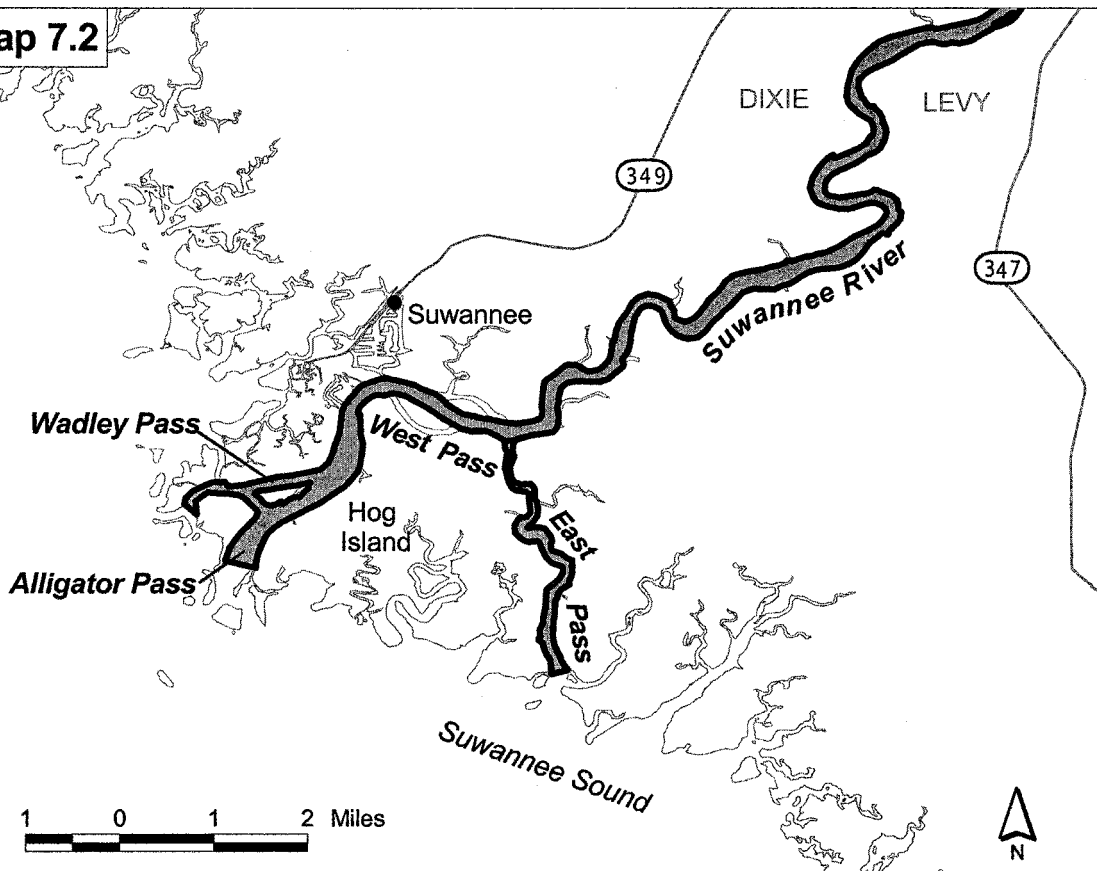 ap 7.2
DIXIE
LEVY
349
347
Suwannee River
Suwannee
Wadley Pass
West Pass
Hog
Island
East
Pass
Alligator Pass
Suwannee Sound
1 0 1 2 Miles
N